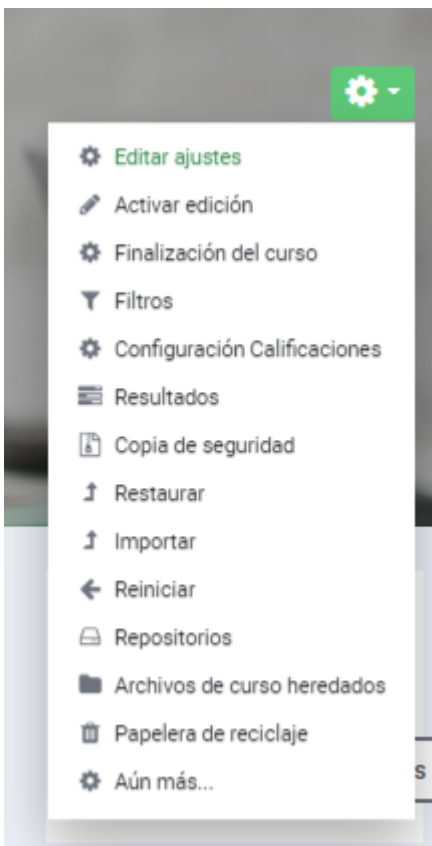 Editar ajustes
Activar edición
Finalización del curso
Filtros
Configuración Calificaciones
Resultados
Copia de seguridad
Restaurar
Importar
Reiniciar
Repositorios
Archivos de curso heredados
Papelera de reciclaje
s
Aún más...